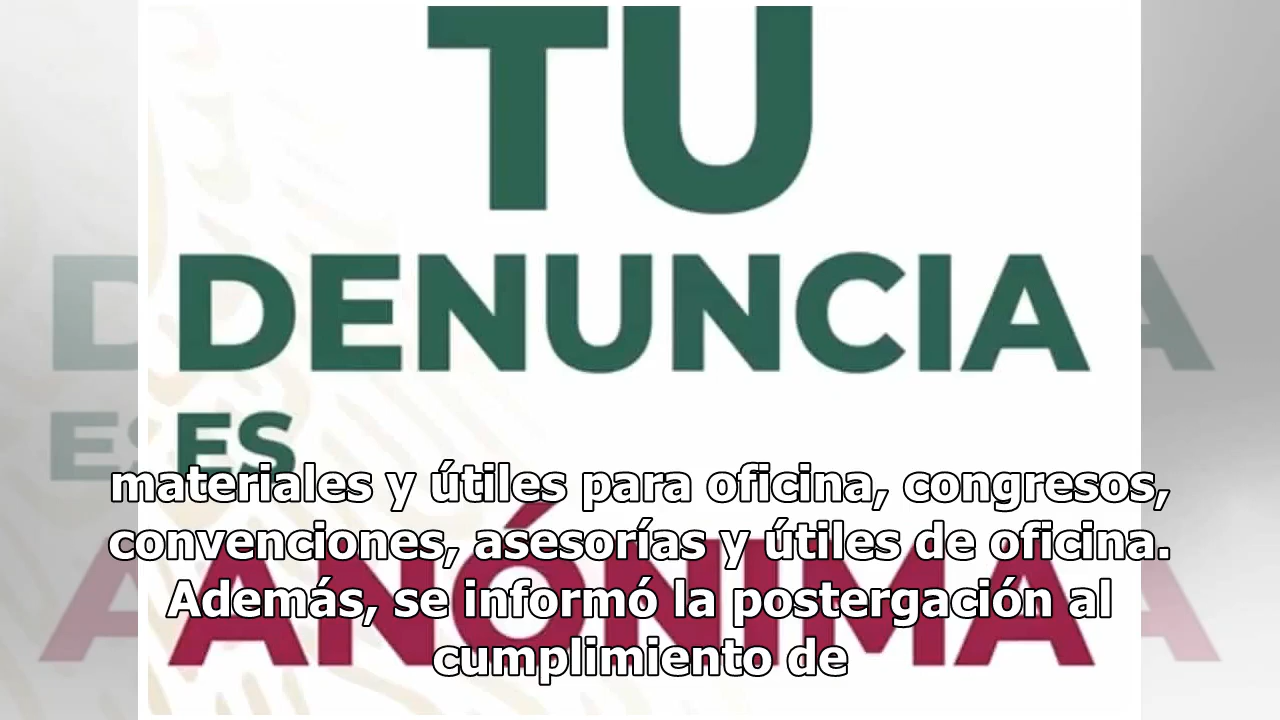 TU
DENUNCIA
ES
ANÓNIMA
materiales y útiles para oficina, congresos,
convenciones, asesorías y útiles de oficina.
Además, se informó la postergación al
cumplimiento de